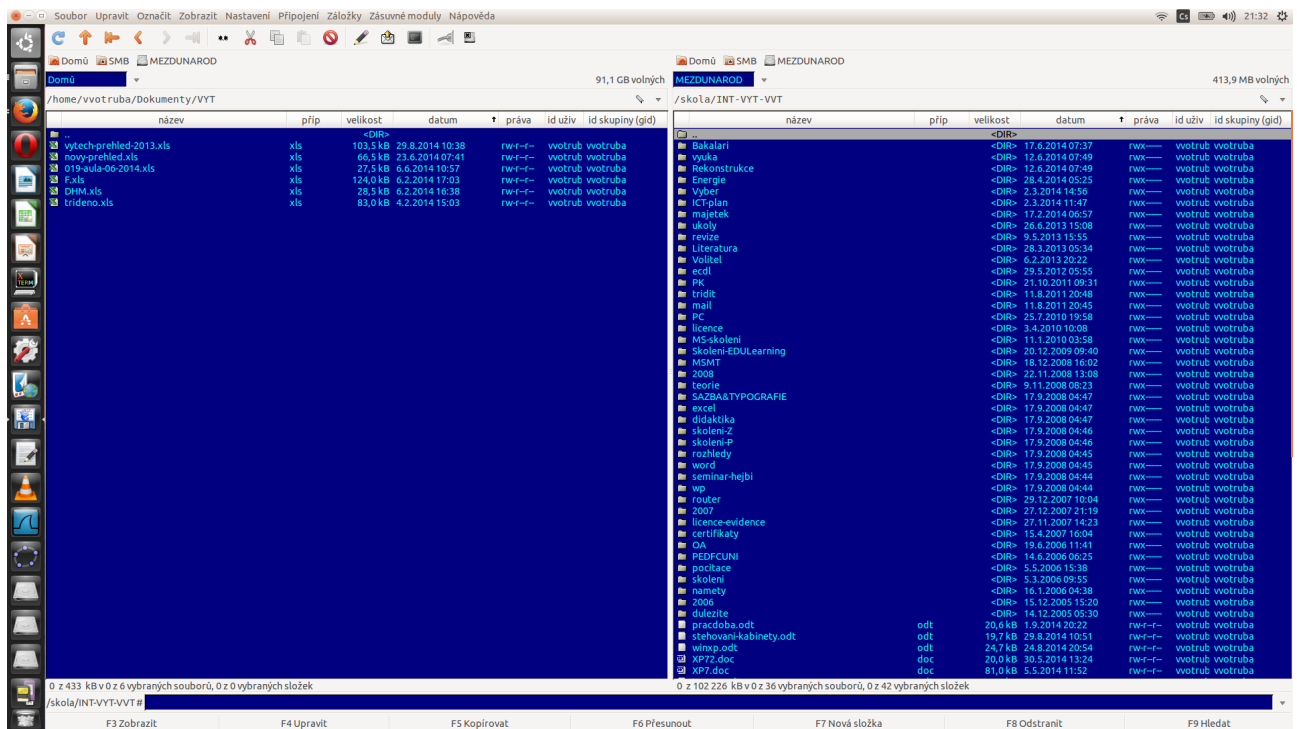 Soubor Upravit Označit Zobrazit Nastavení Připojení Záložky Zásuvné moduly Nápověda Cs 21:32
Domů SMB MEZDUNAROD Domů SMB MEZDUNAROD
Domů 91,1 GB volných MEZDUNAROD 413,9 MB volných
/home/vvotruba/Dokumenty/VYT /skola/INT-VYT-VVT
název příp velikost datum práva id uživ id skupiny (gid) název příp velikost datum práva id uživ id skupiny (gid)
.. <DIR> .. <DIR>
vytech-prehled-2013.xls xls 103,5 kB 29.8.2014 10:38 rw-r--r-- vvotrub vvotruba Bakalari <DIR> 17.6.2014 07:37 rwx------ vvotrub vvotruba
novy-prehled.xls xls 66,5 kB 23.6.2014 07:41 rw-r--r-- vvotrub vvotruba vyuka <DIR> 12.6.2014 07:49 rwx------ vvotrub vvotruba
019-aula-06-2014.xls xls 27,5 kB 6.6.2014 10:57 rw-r--r-- vvotrub vvotruba Rekonstrukce <DIR> 12.6.2014 07:49 rwx------ vvotrub vvotruba
F.xls xls 124,0 kB 6.2.2014 17:03 rw-r--r-- vvotrub vvotruba Energie <DIR> 28.4.2014 05:25 rwx------ vvotrub vvotruba
DHM.xls xls 28,5 kB 6.2.2014 16:38 rw-r--r-- vvotrub vvotruba Vyber <DIR> 2.3.2014 14:56 rwx------ vvotrub vvotruba
trideno.xls xls 83,0 kB 4.2.2014 15:03 rw-r--r-- vvotrub vvotruba ICT-plan <DIR> 2.3.2014 11:47 rwx------ vvotrub vvotruba
majetek <DIR> 17.2.2014 06:57 rwx------ vvotrub vvotruba
ukoly <DIR> 26.6.2013 15:08 rwx------ vvotrub vvotruba
revize <DIR> 9.5.2013 15:55 rwx------ vvotrub vvotruba
Literatura <DIR> 28.3.2013 05:34 rwx------ vvotrub vvotruba
Volitel <DIR> 6.2.2013 20:22 rwx------ vvotrub vvotruba
ecdl <DIR> 29.5.2012 05:55 rwx------ vvotrub vvotruba
PK <DIR> 21.10.2011 09:31 rwx------ vvotrub vvotruba
tridit <DIR> 11.8.2011 20:48 rwx------ vvotrub vvotruba
mail <DIR> 11.8.2011 20:45 rwx------ vvotrub vvotruba
PC <DIR> 25.7.2010 19:58 rwx------ vvotrub vvotruba
licence <DIR> 3.4.2010 10:08 rwx------ vvotrub vvotruba
MS-skoleni <DIR> 11.1.2010 03:58 rwx------ vvotrub vvotruba
Skoleni-EDULearning <DIR> 20.12.2009 09:40 rwx------ vvotrub vvotruba
MSMT <DIR> 18.12.2008 16:02 rwx------ vvotrub vvotruba
2008 <DIR> 22.11.2008 13:08 rwx------ vvotrub vvotruba
teorie <DIR> 9.11.2008 08:23 rwx------ vvotrub vvotruba
SAZBA&TYPOGRAFIE <DIR> 17.9.2008 04:47 rwx------ vvotrub vvotruba
excel <DIR> 17.9.2008 04:47 rwx------ vvotrub vvotruba
didaktika <DIR> 17.9.2008 04:47 rwx------ vvotrub vvotruba
skoleni-Z <DIR> 17.9.2008 04:46 rwx------ vvotrub vvotruba
skoleni-P <DIR> 17.9.2008 04:46 rwx------ vvotrub vvotruba
rozhledy <DIR> 17.9.2008 04:45 rwx------ vvotrub vvotruba
word <DIR> 17.9.2008 04:45 rwx------ vvotrub vvotruba
seminar-hejbi <DIR> 17.9.2008 04:44 rwx------ vvotrub vvotruba
wp <DIR> 17.9.2008 04:44 rwx------ vvotrub vvotruba
router <DIR> 29.12.2007 10:04 rwx------ vvotrub vvotruba
2007 <DIR> 27.12.2007 21:19 rwx------ vvotrub vvotruba
licence-evidence <DIR> 27.11.2007 14:23 rwx------ vvotrub vvotruba
certifikaty <DIR> 15.4.2007 16:04 rwx------ vvotrub vvotruba
OA <DIR> 19.6.2006 11:41 rwx------ vvotrub vvotruba
PEDFCUNI <DIR> 14.6.2006 06:25 rwx------ vvotrub vvotruba
pocitace <DIR> 5.5.2006 15:38 rwx------ vvotrub vvotruba
skoleni <DIR> 5.3.2006 09:55 rwx------ vvotrub vvotruba
namety <DIR> 16.1.2006 04:38 rwx------ vvotrub vvotruba
2006 <DIR> 15.12.2005 15:20 rwx------ vvotrub vvotruba
dulezite <DIR> 14.12.2005 05:30 rwx------ vvotrub vvotruba
pracdoba.odt odt 20,6 kB 1.9.2014 20:22 rw-r--r-- vvotrub vvotruba
stehovani-kabinety.odt odt 19,7 kB 29.8.2014 10:51 rw-r--r-- vvotrub vvotruba
winxp.odt odt 24,7 kB 24.8.2014 20:54 rw-r--r-- vvotrub vvotruba
XP72.doc doc 20,0 kB 30.5.2014 13:24 rw-r--r-- vvotrub vvotruba
XP7.doc doc 81,0 kB 5.5.2014 11:52 rw-r--r-- vvotrub vvotruba
0 z 433 kB v 0 z 6 vybraných souborů, 0 z 0 vybraných složek 0 z 102 226 kB v 0 z 36 vybraných souborů, 0 z 42 vybraných složek
/skola/INT-VYT-VVT#
F3 Zobrazit F4 Upravit F5 Kopírovat F6 Přesunout F7 Nová složka F8 Odstranit F9 Hledat